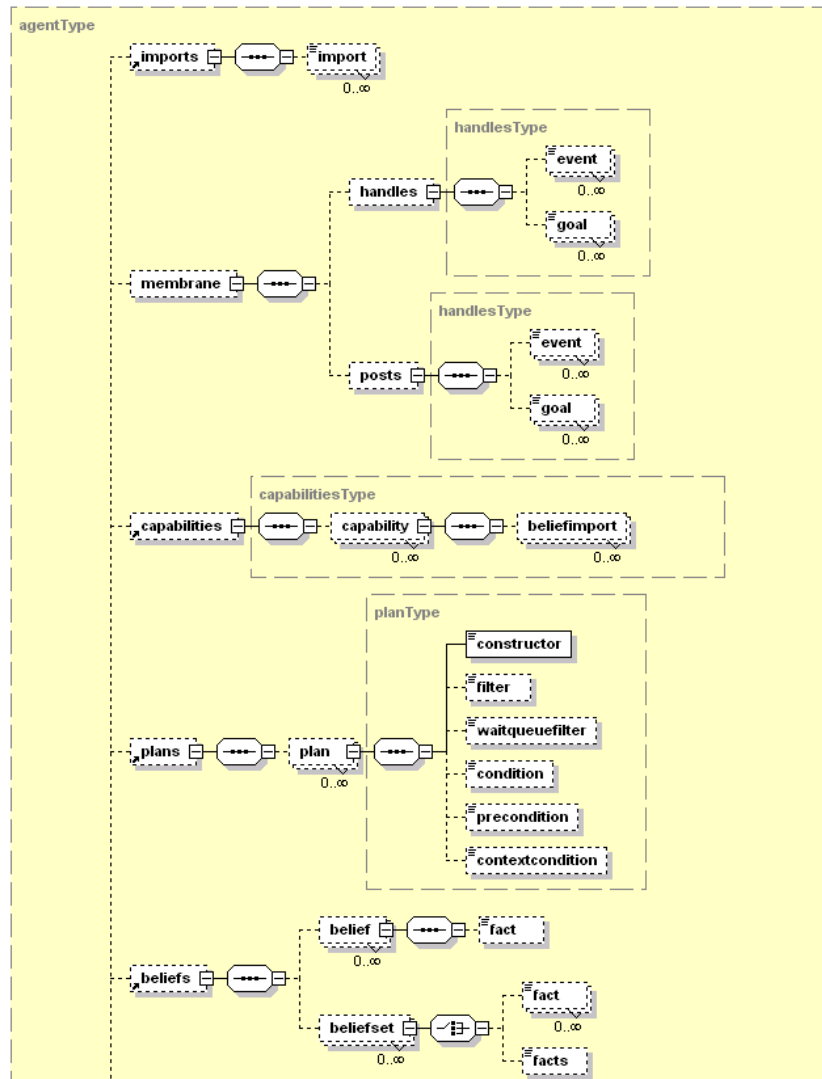 agentType
imports
import
0..∞
handlesType
handles
event
0..∞
goal
0..∞
membrane
handlesType
posts
event
0..∞
goal
0..∞
capabilitiesType
capabilities
capability
0..∞
beliefimport
0..∞
planType
constructor
filter
waitqueuefilter
plans
plan
0..∞
condition
precondition
contextcondition
belief
0..∞
fact
beliefs
beliefset
0..∞
fact
0..∞
facts